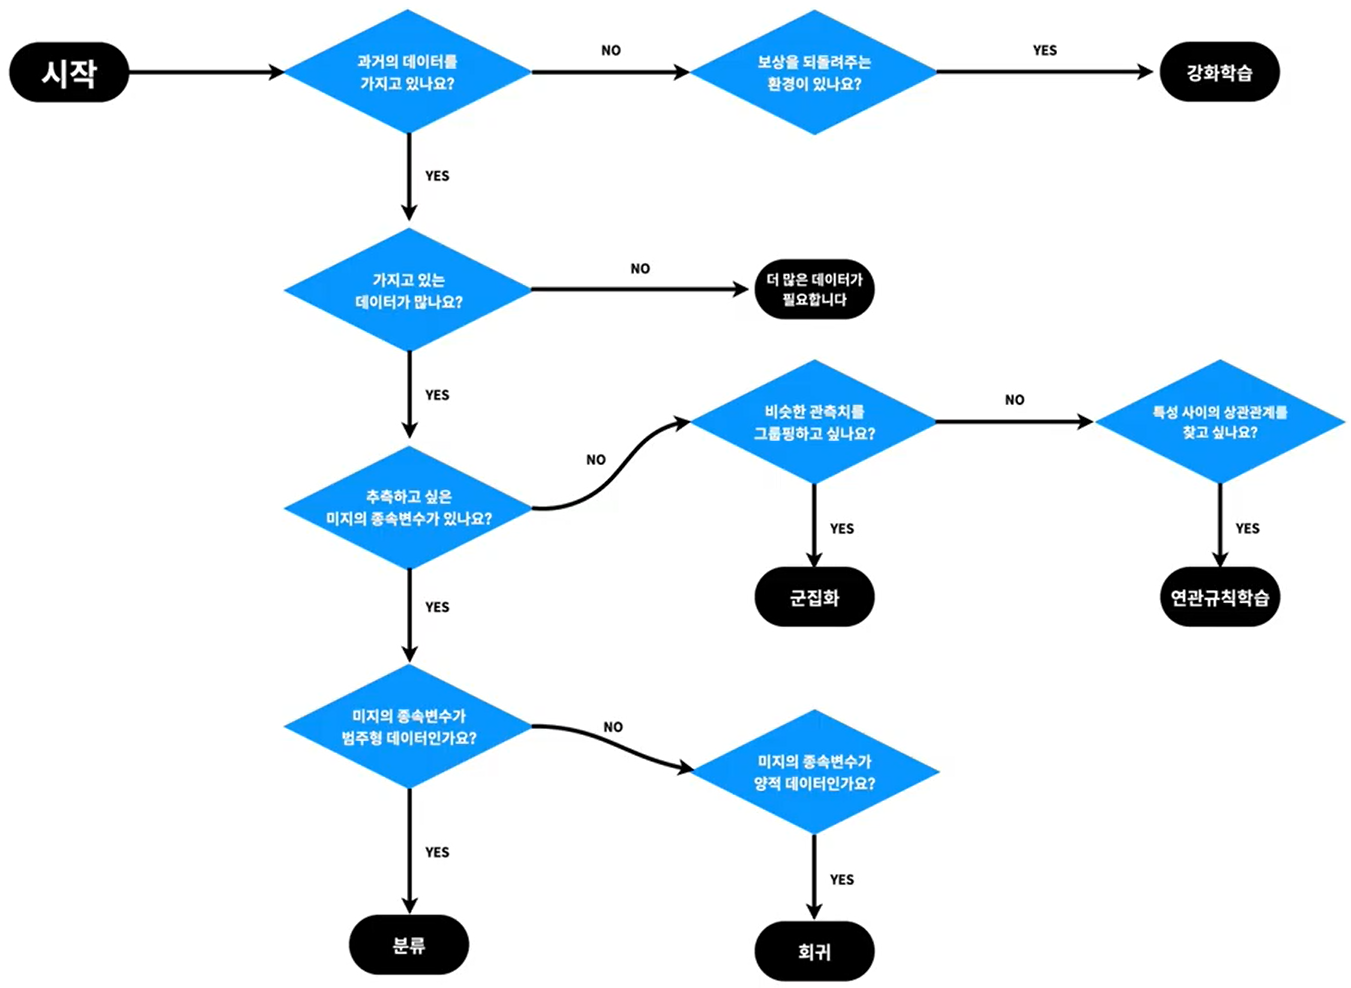 시작
과거의 데이터를
가지고 있나요?
NO
보상을 되돌려주는
환경이 있나요?
YES
강화학습
YES
가지고 있는
데이터가 많나요?
NO
더 많은 데이터가
필요합니다
YES
추측하고 싶은
미지의 종속변수가 있나요?
NO
비슷한 관측치를
그룹핑하고 싶나요?
NO
특성 사이의 상관관계를
찾고 싶나요?
YES
군집화
YES
연관규칙학습
YES
미지의 종속변수가
범주형 데이터인가요?
NO
미지의 종속변수가
양적 데이터인가요?
YES
분류
YES
회귀